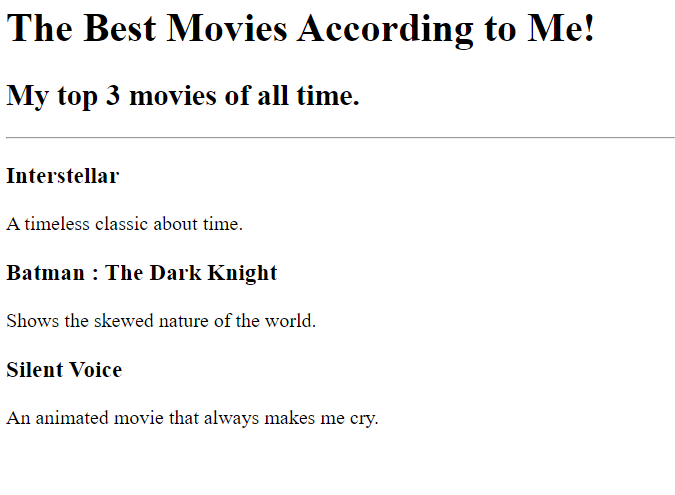 The Best Movies According to Me!
My top 3 movies of all time.
Interstellar
A timeless classic about time.
Batman : The Dark Knight
Shows the skewed nature of the world.
Silent Voice
An animated movie that always makes me cry.